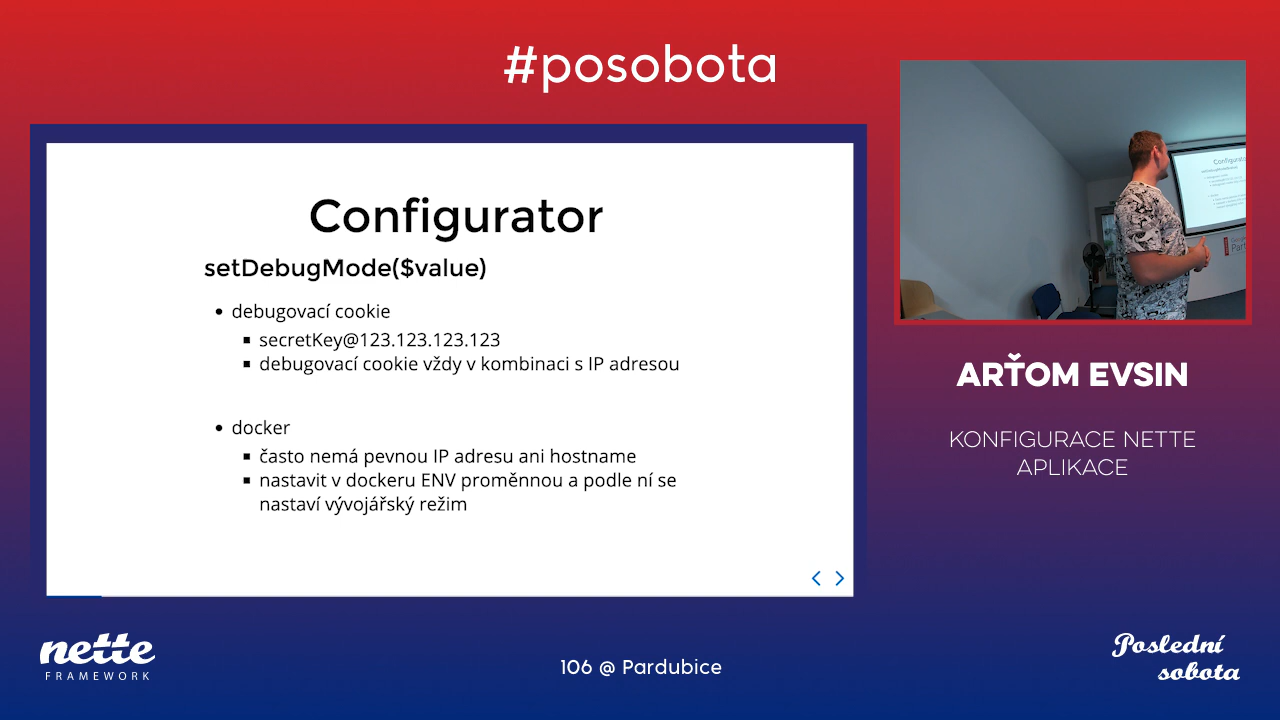 #posobota
Configurator
setDebugMode($value)
debugovací cookie
secretKey@123.123.123.123
debugovací cookie vždy v kombinaci s IP adresou
docker
často nemá pevnou IP adresu ani hostname
nastavit v dockeru ENV proměnnou a podle ní se
nastaví vývojářský režim
ARŤOM EVSIN
KONFIGURACE NETTE
APLIKACE
nette
FRAMEWORK
106 @ Pardubice
Poslední
sobota